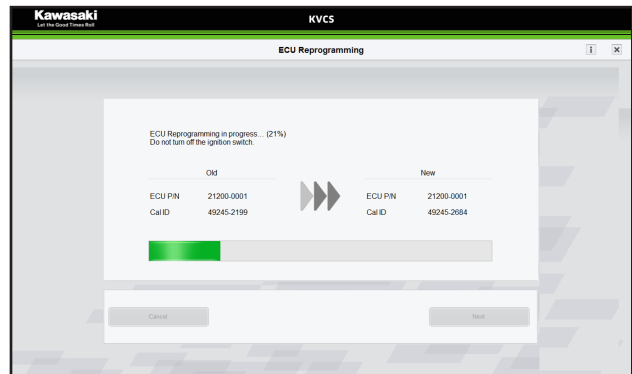 Kawasaki
Let the Good Times Roll
KVCS
ECU Reprogramming
i x
ECU Reprogramming in progress... (21%)
Do not turn off the ignition switch.
Old New
ECU P/N 21200-0001 ECU P/N 21200-0001
Cal ID 49245-2199 Cal ID 49245-2684
Cancel Next